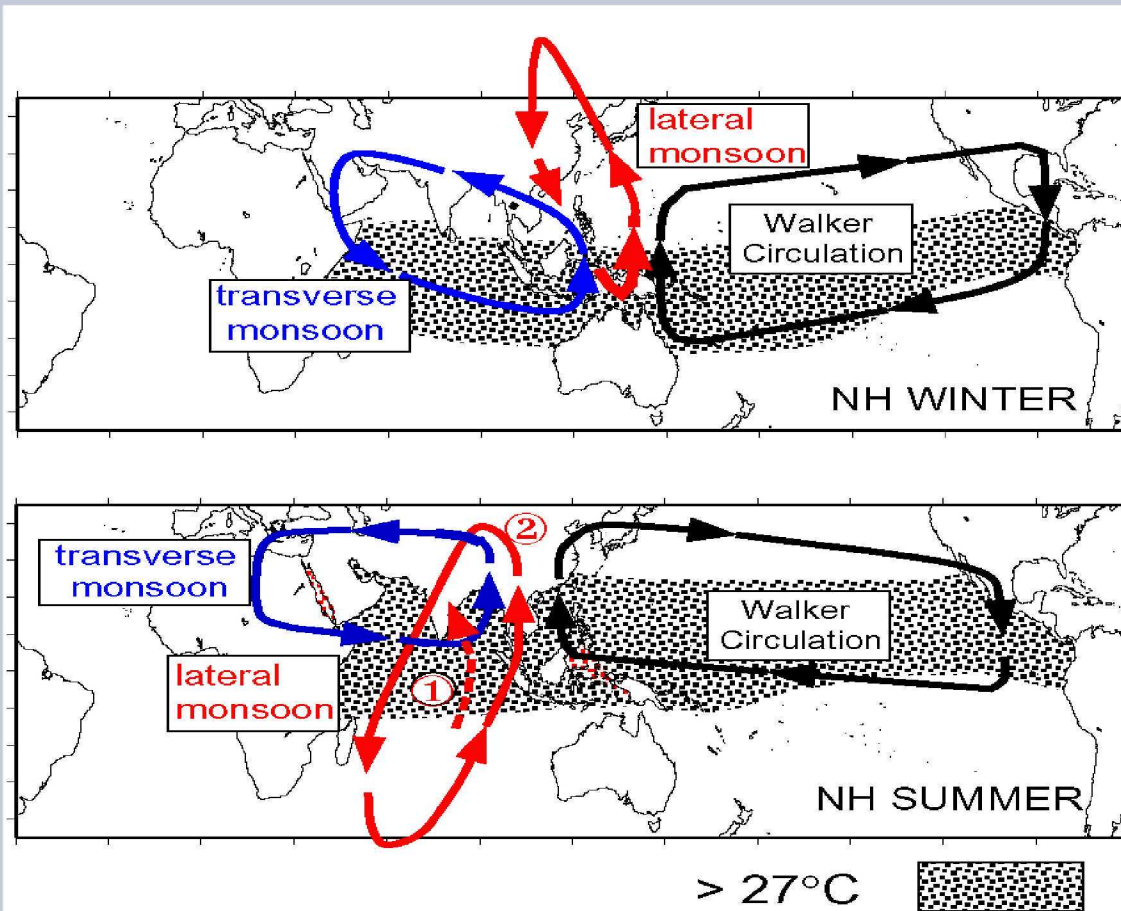 lateral
monsoon
Walker
Circulation
transverse
monsoon
NH WINTER
②
transverse
monsoon
Walker
Circulation
lateral
monsoon
①
NH SUMMER
> 27°C